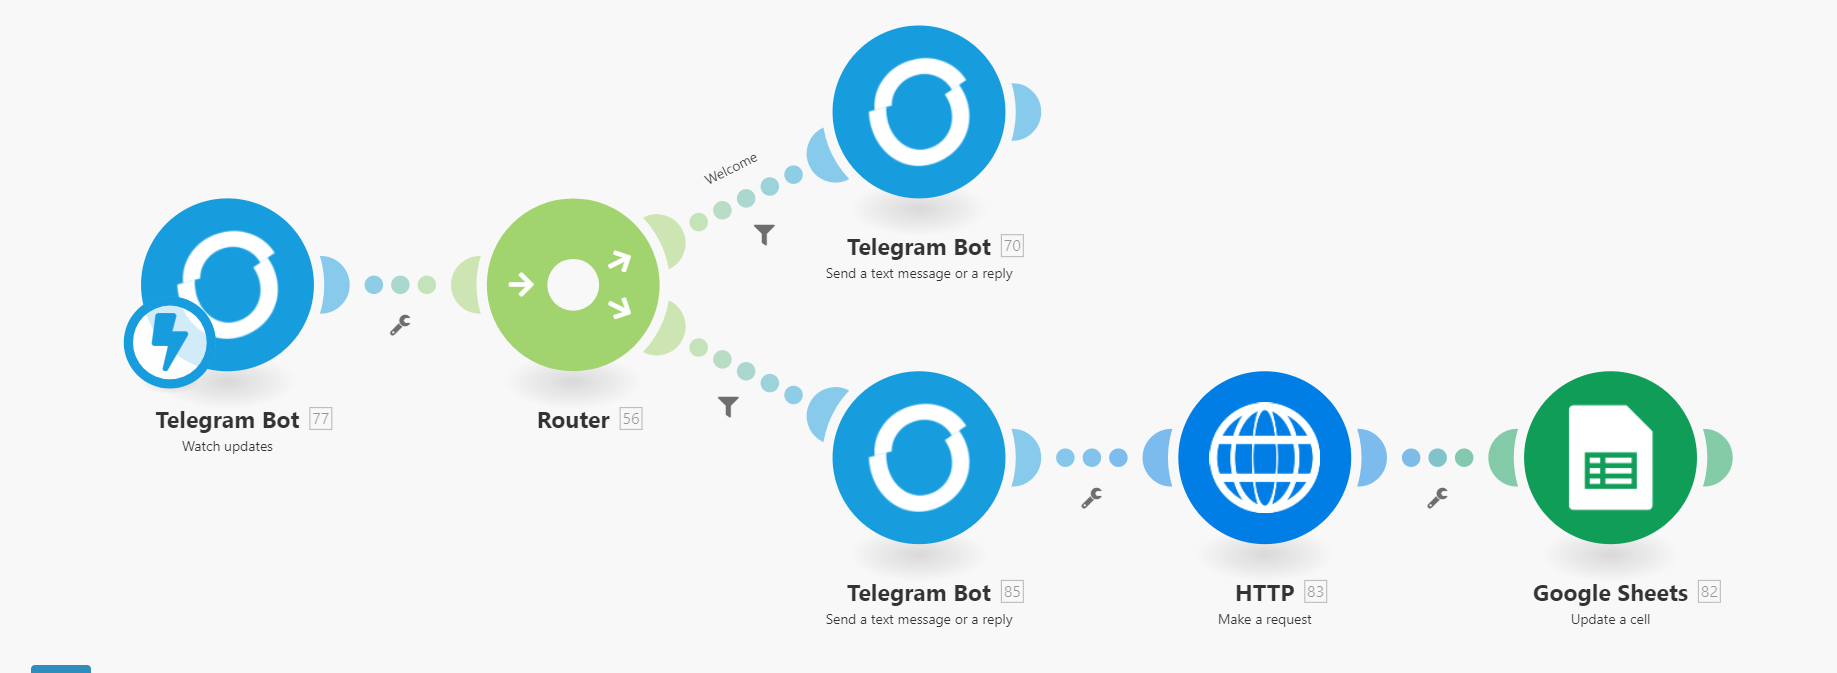 Welcome
Telegram Bot 70
Send a text message or a reply
Telegram Bot 77
Watch updates
Router 56
Telegram Bot 85
Send a text message or a reply
HTTP 83
Make a request
Google Sheets 82
Update a cell